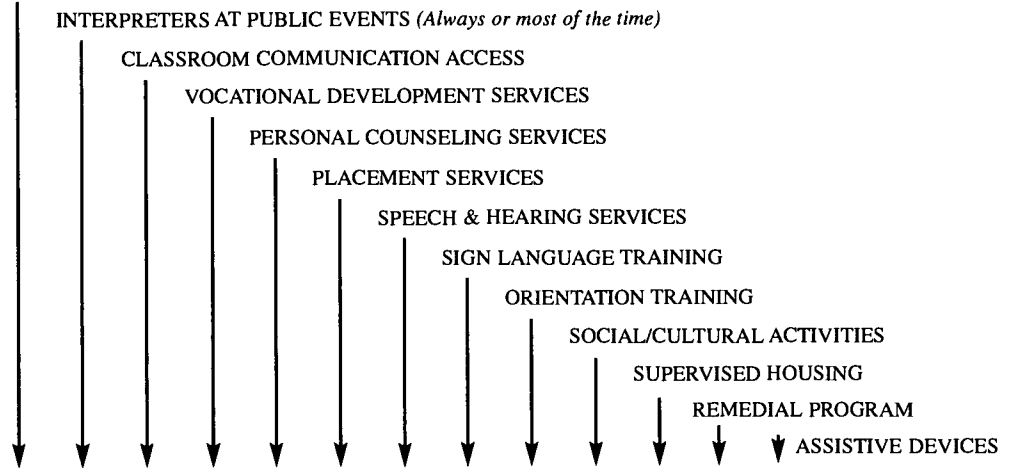 INTERPRETERS AT PUBLIC EVENTS (Always or most of the time)
CLASSROOM COMMUNICATION ACCESS
VOCATIONAL DEVELOPMENT SERVICES
PERSONAL COUNSELING SERVICES
PLACEMENT SERVICES
SPEECH & HEARING SERVICES
SIGN LANGUAGE TRAINING
ORIENTATION TRAINING
SOCIAL/CULTURAL ACTIVITIES
SUPERVISED HOUSING
REMEDIAL PROGRAM
ASSISTIVE DEVICES